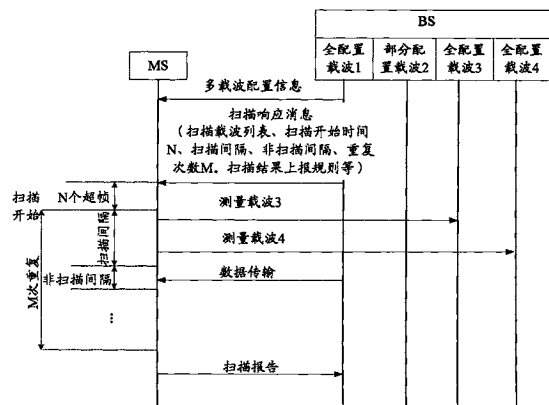 BS
MS
全配置
载波1
部分配
置载波2
全配置
载波3
全配置
载波4
多载波配置信息
扫描响应消息
（扫描载波列表、扫描开始时间
N、扫描间隔、非扫描间隔、重复
次数M。扫描结果上报规则等）
扫描
开始
N个超帧
测量载波3
扫描间隔
测量载波4
M次重复
非扫描间隔
数据传输
...
扫描报告